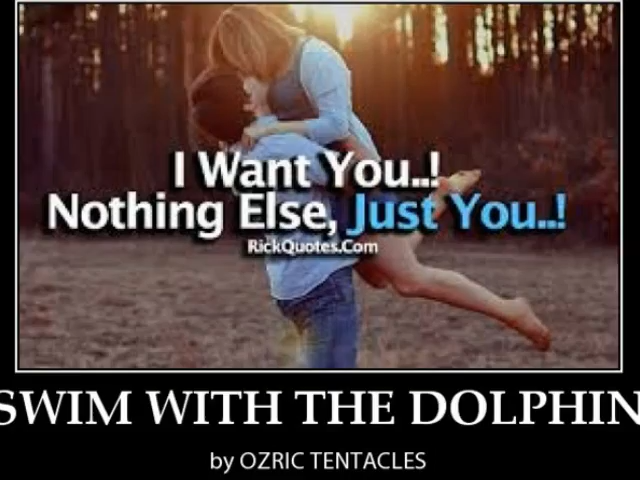 I Want You..!
Nothing Else, Just You..!
RickQuotes.Com
SWIM WITH THE DOLPHIN
by OZRIC TENTACLES